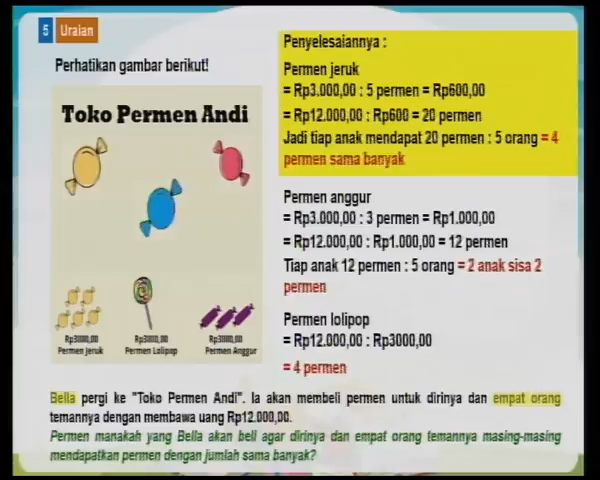 5 Uraian
Perhatikan gambar berikut!
Toko Permen Andi
Rp3000,00
Permen Jeruk
Rp3000,00
Permen Lolipop
Rp3000,00
Permen Anggur
Penyelesaiannya :
Permen jeruk
= Rp3.000,00 : 5 permen = Rp600,00
= Rp12.000,00 : Rp600 = 20 permen
Jadi tiap anak mendapat 20 permen : 5 orang = 4
permen sama banyak
Permen anggur
= Rp3.000,00 : 3 permen = Rp1.000,00
= Rp12.000,00 : Rp1.000,00 = 12 permen
Tiap anak 12 permen : 5 orang = 2 anak sisa 2
permen
Permen lolipop
= Rp12.000,00 : Rp3000,00
= 4 permen
Bella pergi ke "Toko Permen Andi". Ia akan membeli permen untuk dirinya dan empat orang
temannya dengan membawa uang Rp12.000,00.
Permen manakah yang Bella akan beli agar dirinya dan empat orang temannya masing-masing
mendapatkan permen dengan jumlah sama banyak?